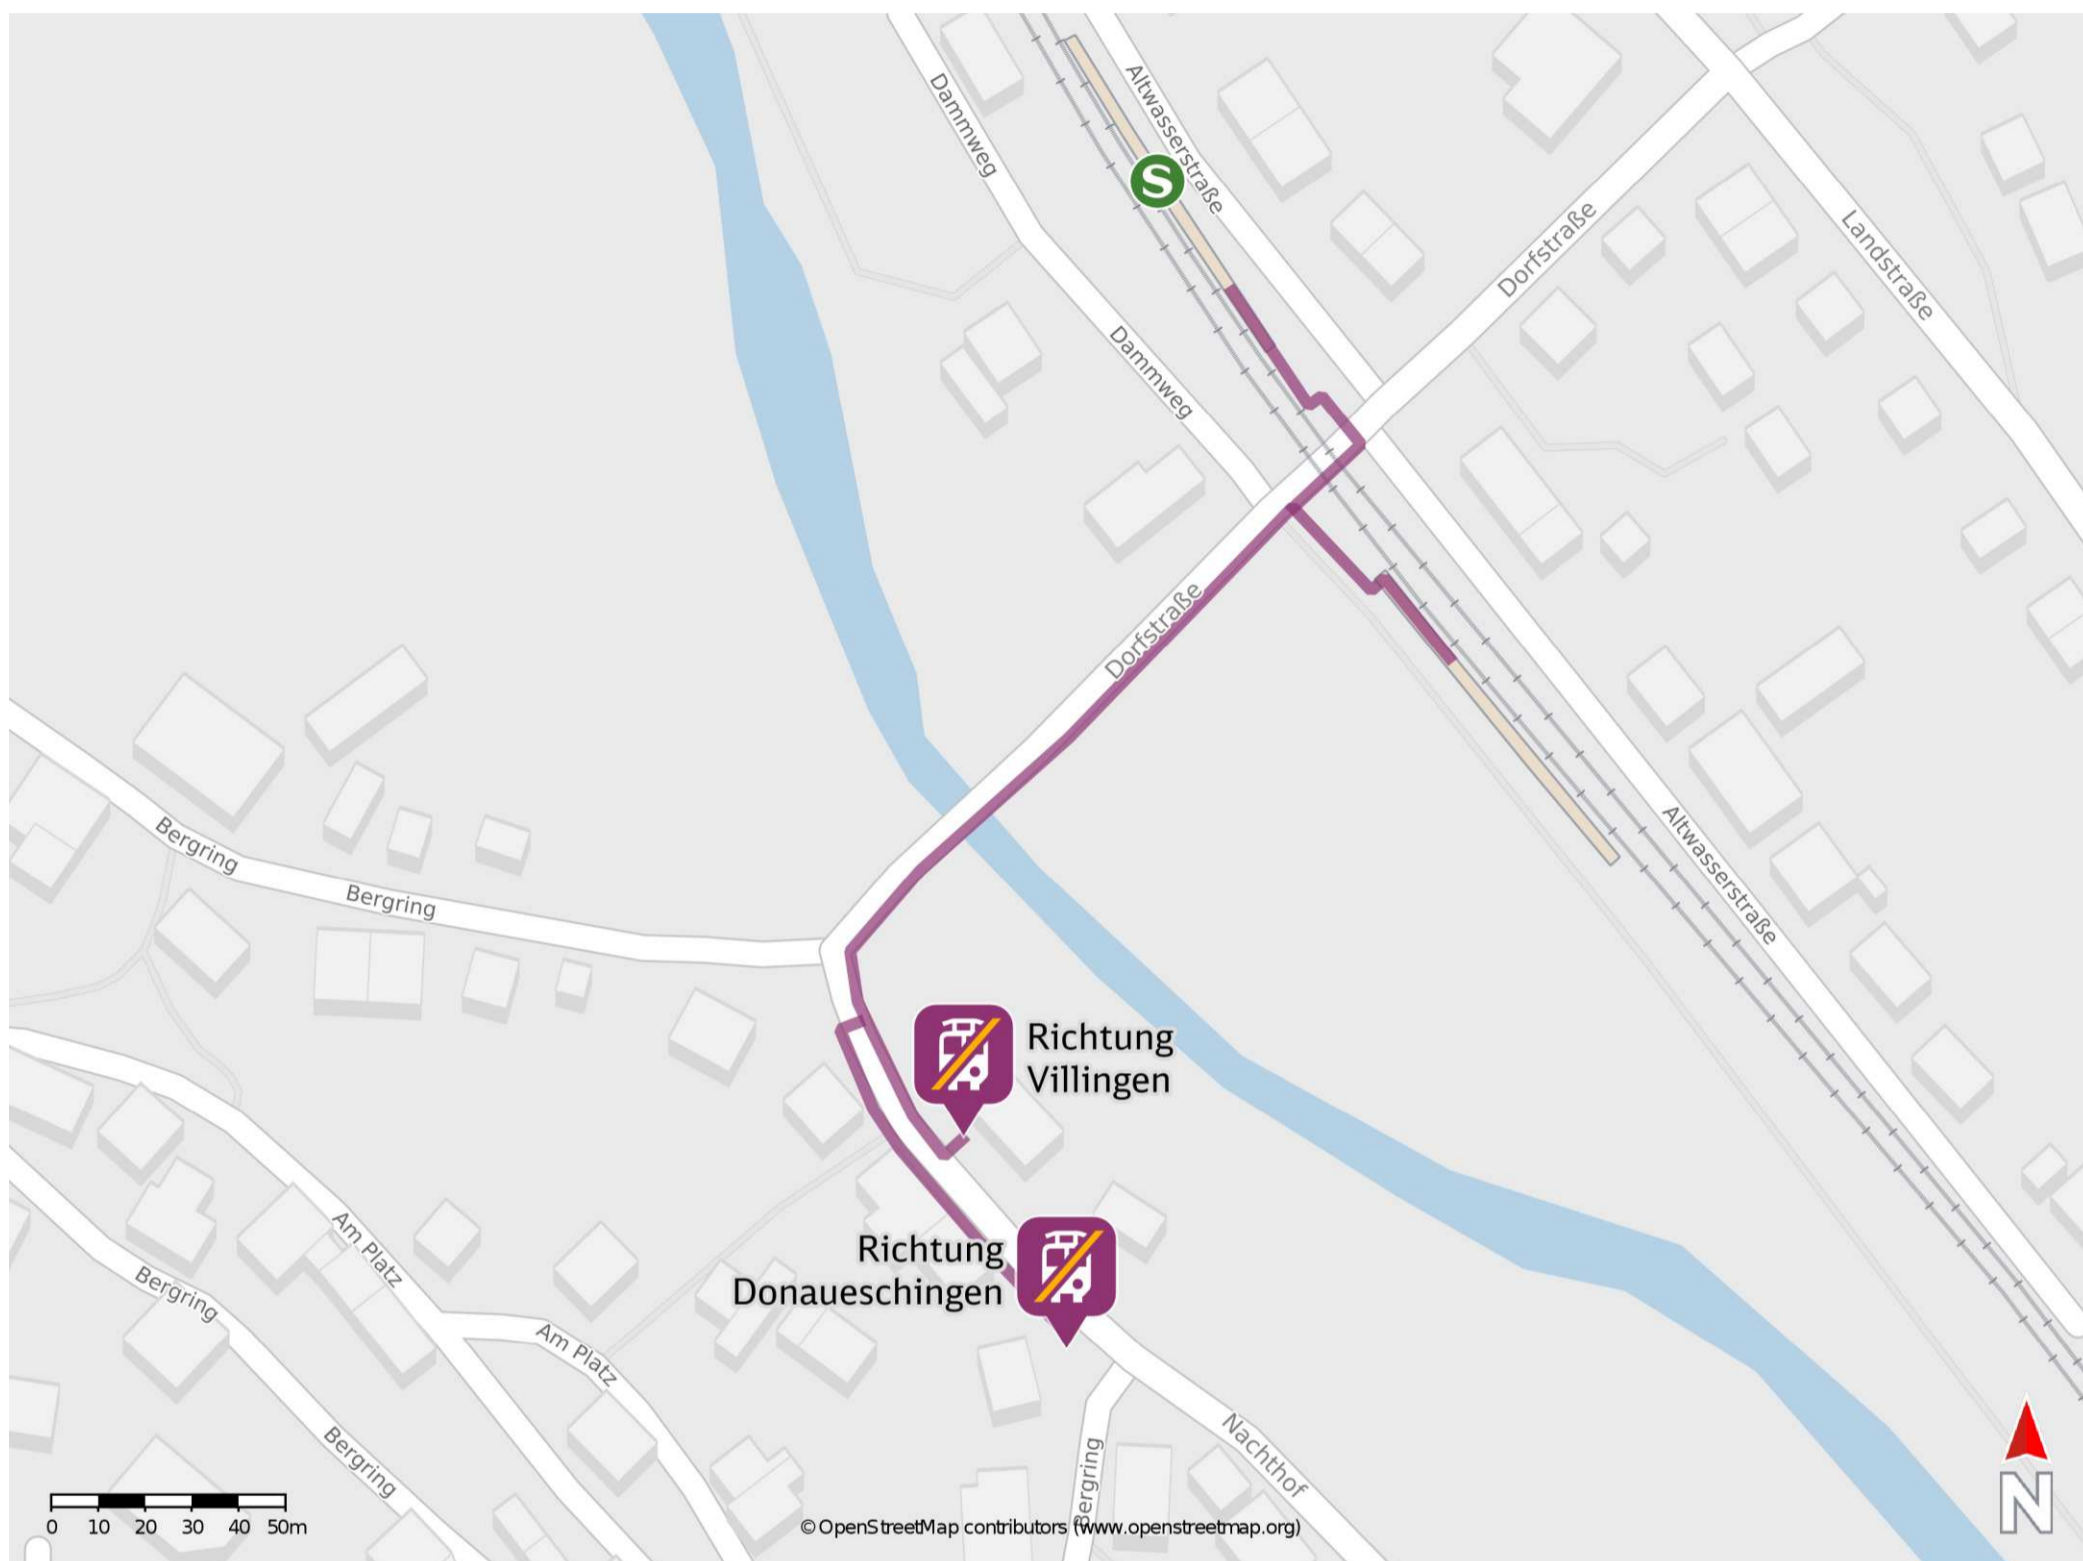 Dammweg
Altwasserstraße
S
Dorfstraße
Landstraße
Dammweg
Dorfstraße
Bergring
Bergring
Altwasserstraße
Richtung
Villingen
Am Platz
Richtung
Donaueschingen
Bergring
Am Platz
Bergring
Bergring
Nachthof
N
0 10 20 30 40 50m
© OpenStreetMap contributors (www.openstreetmap.org)